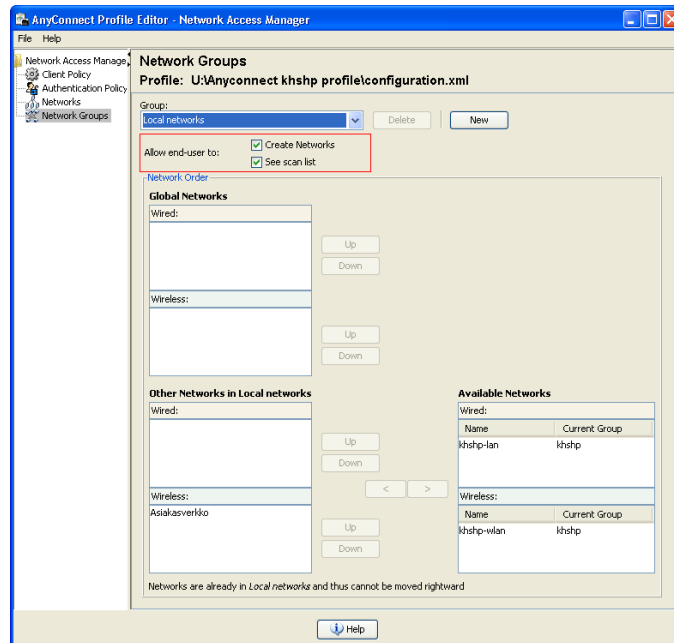 AnyConnect Profile Editor - Network Access Manager
File Help
Network Access Manage
Client Policy
Authentication Policy
Networks
Network Groups
Network Groups
Profile: U:\Anyconnect khshp profile\configuration.xml
Group:
Local networks
Delete
New
Allow end-user to:
Create Networks
See scan list
Network Order
Global Networks
Wired:
Up
Down
Wireless:
Up
Down
Other Networks in Local networks
Available Networks
Wired:
Wired:
Name Current Group
khshp-lan khshp
Up
Down
< >
Wireless:
Wireless:
Asiakasverkko
Name Current Group
khshp-wlan khshp
Up
Down
Networks are already in Local networks and thus cannot be moved rightward
Help